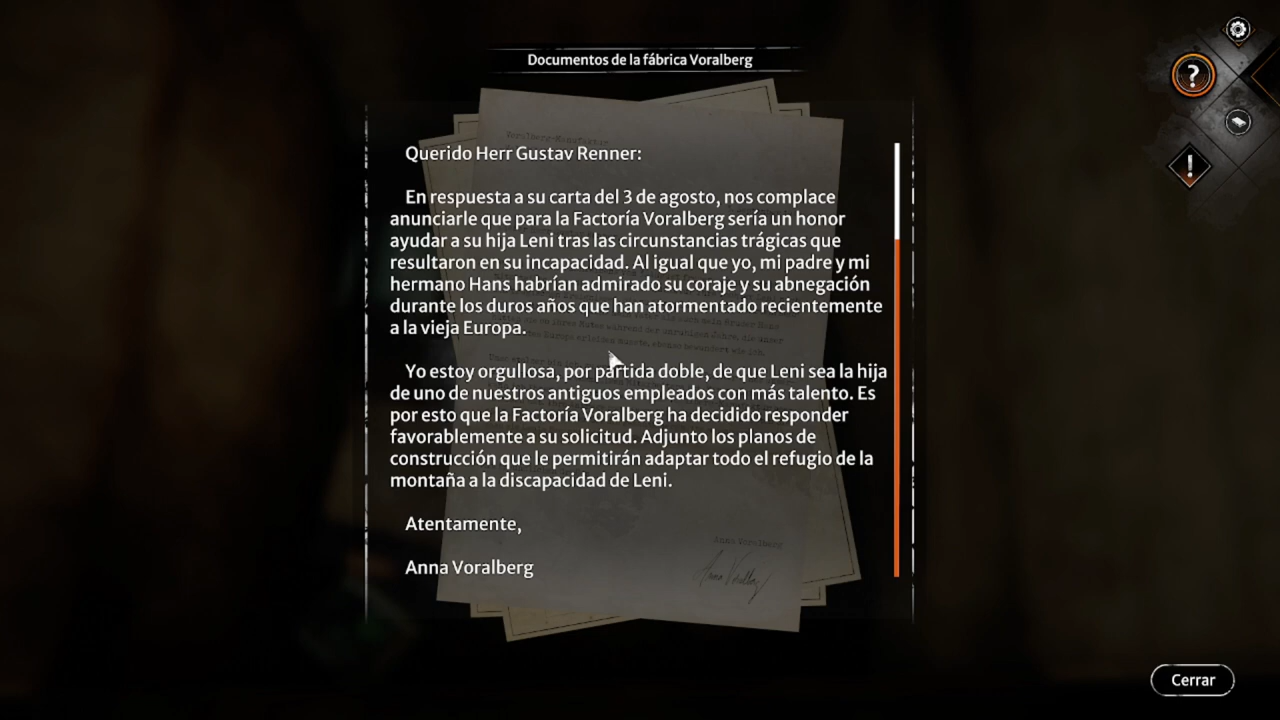 Documentos de la fábrica Voralberg
Querido Herr Gustav Renner:
En respuesta a su carta del 3 de agosto, nos complace
anunciarle que para la Factoría Voralberg sería un honor
ayudar a su hija Leni tras las circunstancias trágicas que
resultaron en su incapacidad. Al igual que yo, mi padre y mi
hermano Hans habrían admirado su coraje y su abnegación
durante los duros años que han atormentado recientemente
a la vieja Europa.
Yo estoy orgullosa, por partida doble, de que Leni sea la hija
de uno de nuestros antiguos empleados con más talento. Es
por esto que la Factoría Voralberg ha decidido responder
favorablemente a su solicitud. Adjunto los planos de
construcción que le permitirán adaptar todo el refugio de la
montaña a la discapacidad de Leni.
Atentamente,
Anna Voralberg
Anna Voralberg
Cerrar